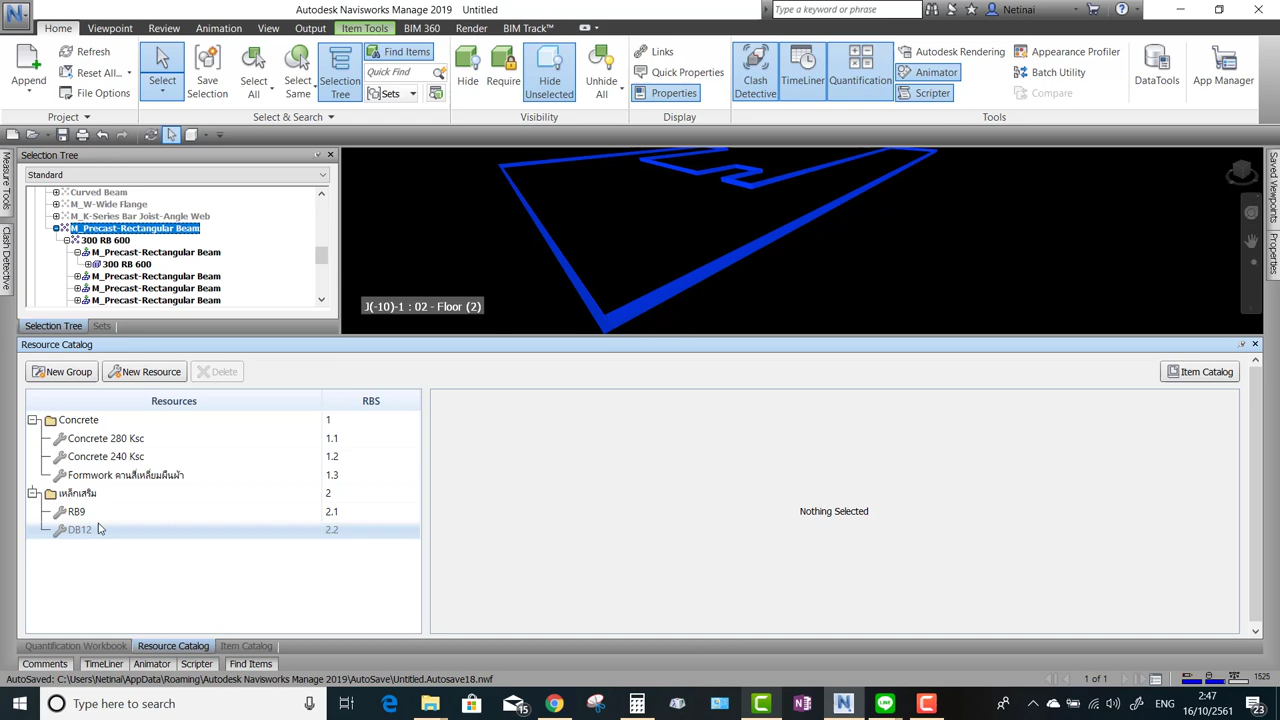 Autodesk Navisworks Manage 2019 Untitled
Type a keyword or phrase
Netinai
Home Viewpoint Review Animation View Output Item Tools BIM 360 Render BIM Track™
Append
Refresh
Reset All...
File Options
Project
Select
Save Selection
Select All
Select Same
Selection Tree
Find Items
Quick Find
Sets
Select & Search
Hide
Require
Hide Unselected
Unhide All
Visibility
Links
Quick Properties
Properties
Display
Clash Detective
TimeLiner
Quantification
Autodesk Rendering
Animator
Scripter
Appearance Profiler
Batch Utility
Compare
DataTools
App Manager
Tools
Measure Tools
Clash Detective
Selection Tree
Standard
Curved Beam
M_W-Wide Flange
M_K-Series Bar Joist-Angle Web
M_Precast-Rectangular Beam
300 RB 600
M_Precast-Rectangular Beam
300 RB 600
M_Precast-Rectangular Beam
M_Precast-Rectangular Beam
M_Precast-Rectangular Beam
Selection Tree Sets
J(-10)-1 : 02 - Floor (2)
Saved Viewpoints
Properties
Resource Catalog
New Group New Resource Delete
Item Catalog
Resources RBS
Concrete 1
Concrete 280 Ksc 1.1
Concrete 240 Ksc 1.2
Formwork คานสี่เหลี่ยมผืนผ้า 1.3
เหล็กเสริม 2
RB9 2.1
DB12 2.2
Nothing Selected
Quantification Workbook Resource Catalog Item Catalog
Comments TimeLiner Animator Scripter Find Items
AutoSaved: C:\Users\Netinai\AppData\Roaming\Autodesk Navisworks Manage 2019\AutoSave\Untitled.Autosave18.nwf
1 of 1
1525
Type here to search
15
ENG
2:47
16/10/2561
23